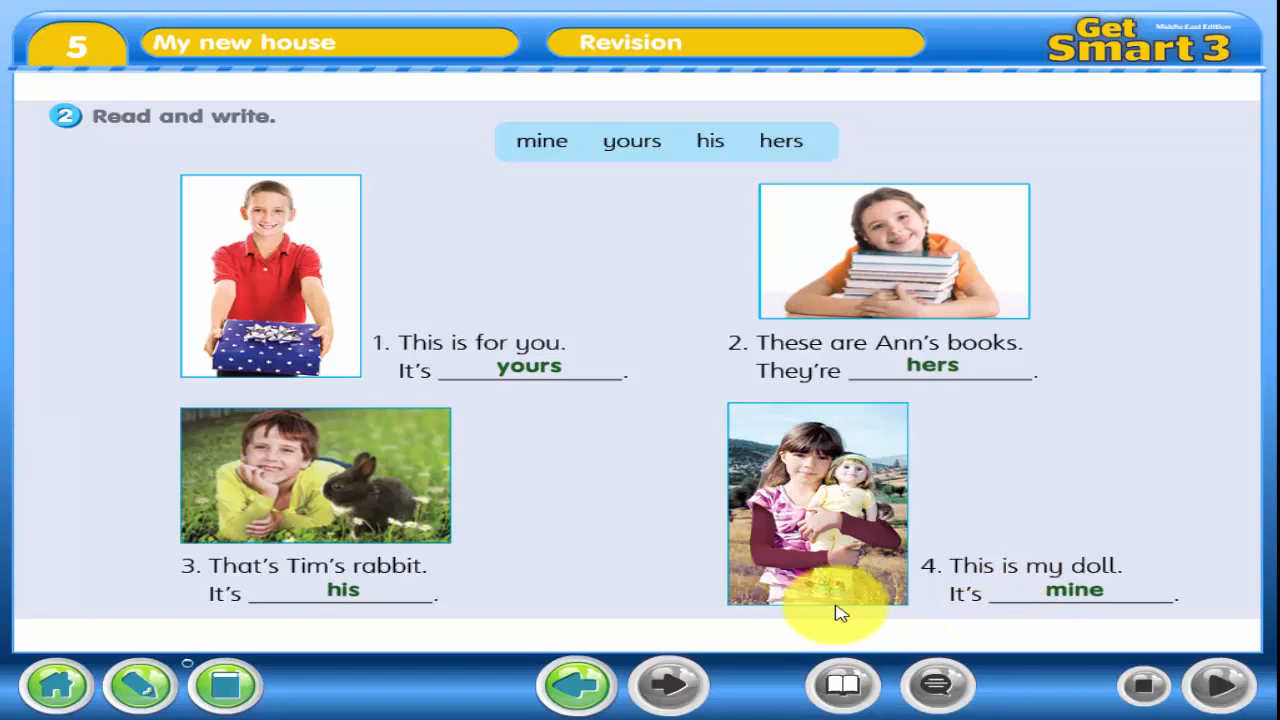 5
My new house
Revision
Get
Middle East Edition
Smart 3
2 Read and write.
mine yours his hers
1. This is for you.
It's yours.
2. These are Ann's books.
They're hers.
3. That's Tim's rabbit.
It's his.
4. This is my doll.
It's mine.